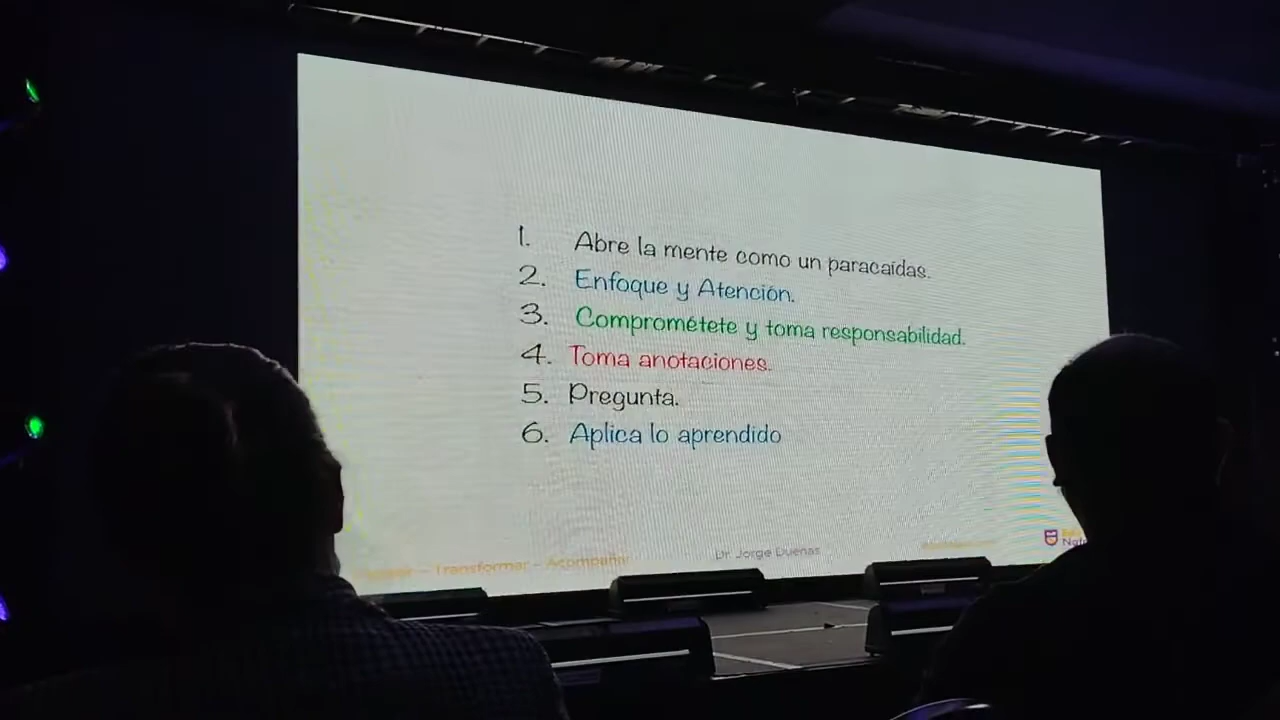 1. Abre la mente como un paracaídas.
2. Enfoque y Atención.
3. Comprométete y toma responsabilidad.
4. Toma anotaciones.
5. Pregunta.
6. Aplica lo aprendido
– Transformar – Acompañar
Dr. Jorge Dueñas